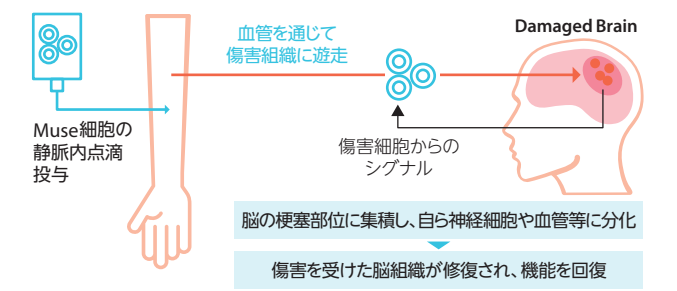 血管を通じて
傷害組織に遊走
Damaged Brain
Muse細胞の
静脈内点滴
投与
傷害細胞からの
シグナル
脳の梗塞部位に集積し、自ら神経細胞や血管等に分化
傷害を受けた脳組織が修復され、機能を回復